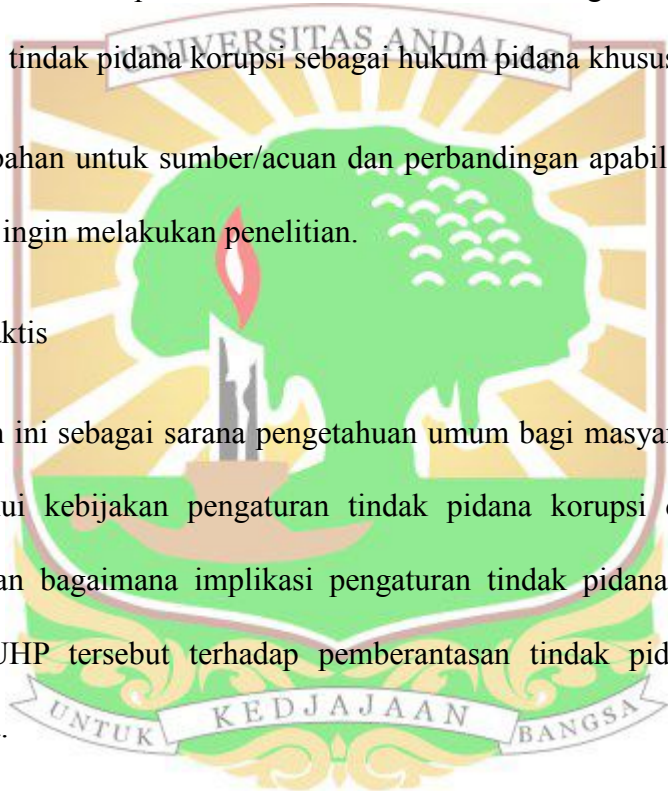 UNIVERSITAS ANDALAS
tindak pidana korupsi sebagai hukum pidana khusus
bahan untuk sumber/acuan dan perbandingan apabil
ingin melakukan penelitian.
aktis
n ini sebagai sarana pengetahuan umum bagi masyar
ui kebijakan pengaturan tindak pidana korupsi
an bagaimana implikasi pengaturan tindak pidana
UHP tersebut terhadap pemberantasan tindak pid
UNTUK KEDJAJAAN BANGSA